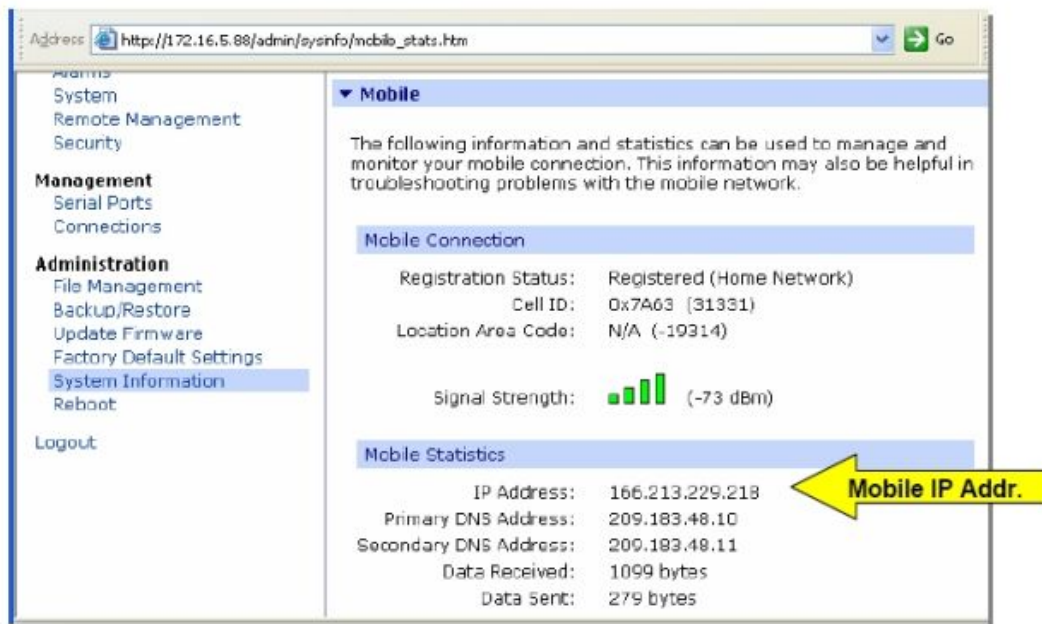 Address http://172.16.5.88/admin/sysinfo/mobile_stats.htm Go
Alarms
System
Remote Management
Security
Management
Serial Ports
Connections
Administration
File Management
Backup/Restore
Update Firmware
Factory Default Settings
System Information
Reboot
Logout
Mobile
The following information and statistics can be used to manage and
monitor your mobile connection. This information may also be helpful in
troubleshooting problems with the mobile network.
Mobile Connection
Registration Status: Registered (Home Network)
Cell ID: 0x7A63 (31331)
Location Area Code: N/A (-19314)
Signal Strength: (-73 dBm)
Mobile Statistics
IP Address: 166.213.229.218
Mobile IP Addr.
Primary DNS Address: 209.183.48.10
Secondary DNS Address: 209.183.48.11
Data Received: 1099 bytes
Data Sent: 279 bytes